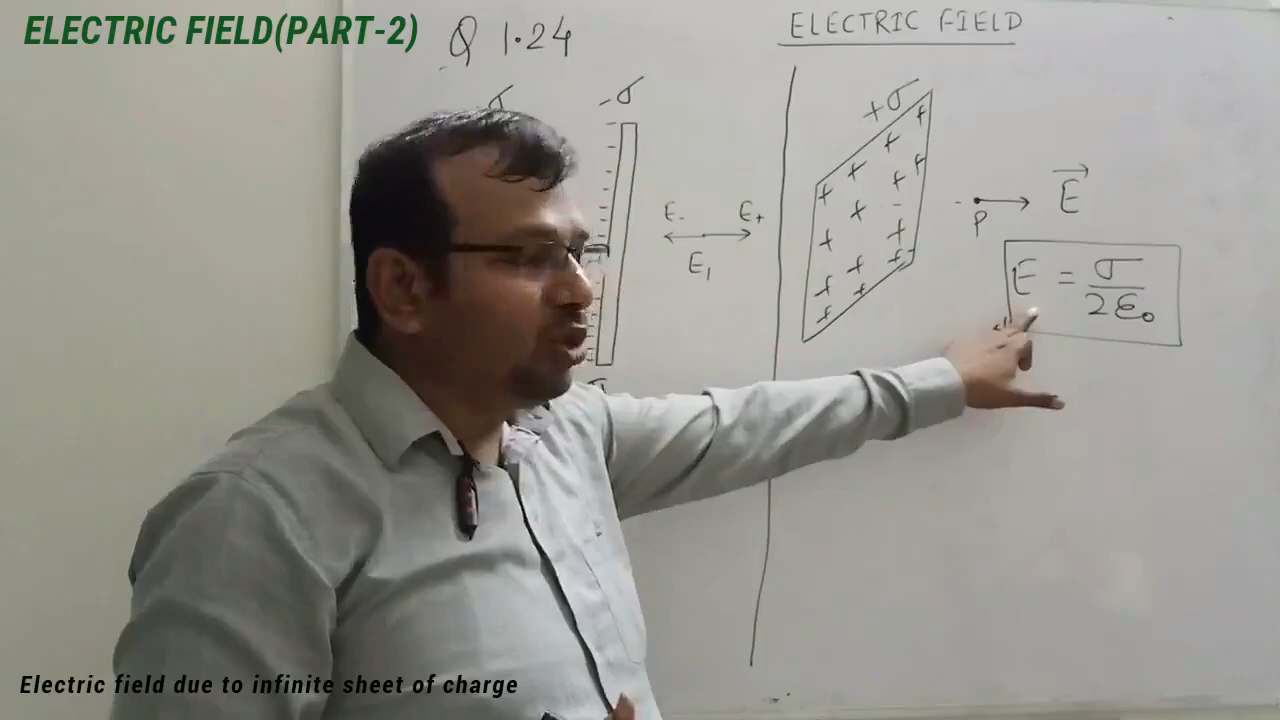 ELECTRIC FIELD(PART-2)
Q 1.24
ELECTRIC FIELD
σ
-σ
+σ
E- E+
E₁
P
E
E = σ/2ε₀
Electric field due to infinite sheet of charge